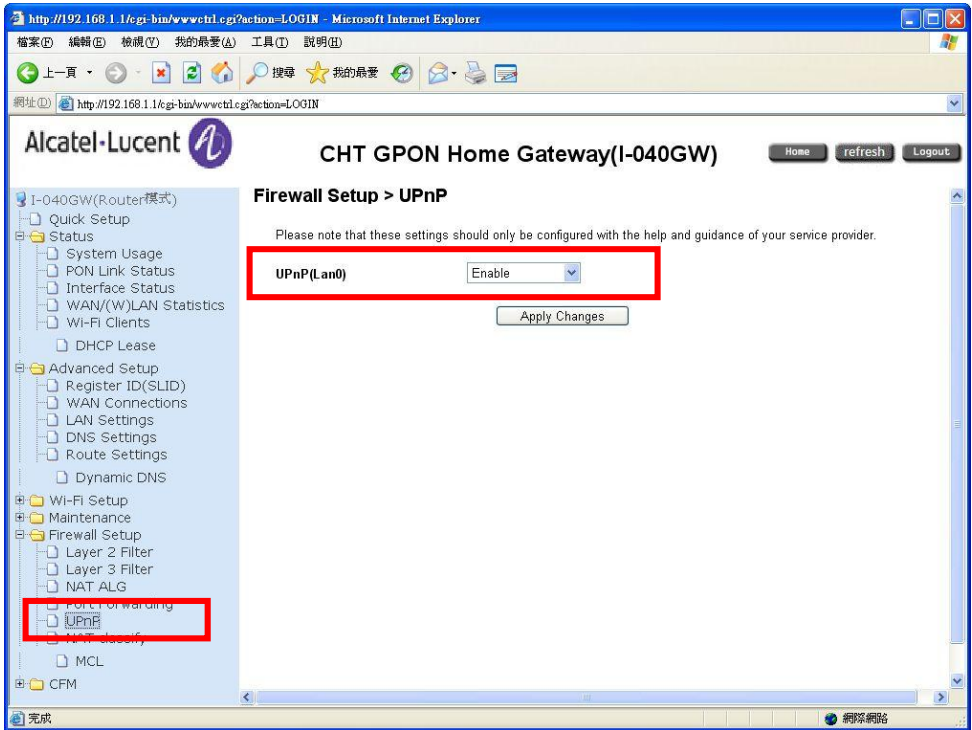 http://192.168.1.1/cgi-bin/wwwctrl.cgi?action=LOGIN - Microsoft Internet Explorer
檔案(F) 編輯(E) 檢視(V) 我的最愛(A) 工具(T) 說明(H)
上一頁 搜尋 我的最愛
網址(D) http://192.168.1.1/cgi-bin/wwwctrl.cgi?action=LOGIN
Alcatel·Lucent
CHT GPON Home Gateway(I-040GW)
Home refresh Logout
I-040GW(Router模式)
Quick Setup
Status
System Usage
PON Link Status
Interface Status
WAN/(W)LAN Statistics
Wi-Fi Clients
DHCP Lease
Advanced Setup
Register ID(SLID)
WAN Connections
LAN Settings
DNS Settings
Route Settings
Dynamic DNS
Wi-Fi Setup
Maintenance
Firewall Setup
Layer 2 Filter
Layer 3 Filter
NAT ALG
Port Forwarding
UPnP
NAT classify
MCL
CFM
Firewall Setup > UPnP
Please note that these settings should only be configured with the help and guidance of your service provider.
UPnP(Lan0) Enable
Apply Changes
完成 網際網路